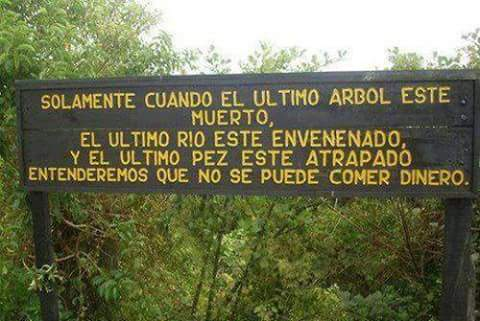 SOLAMENTE CUANDO EL ULTIMO ARBOL ESTE
MUERTO,
EL ULTIMO RIO ESTE ENVENENADO,
Y EL ULTIMO PEZ ESTE ATRAPADO
ENTENDEREMOS QUE NO SE PUEDE COMER DINERO.